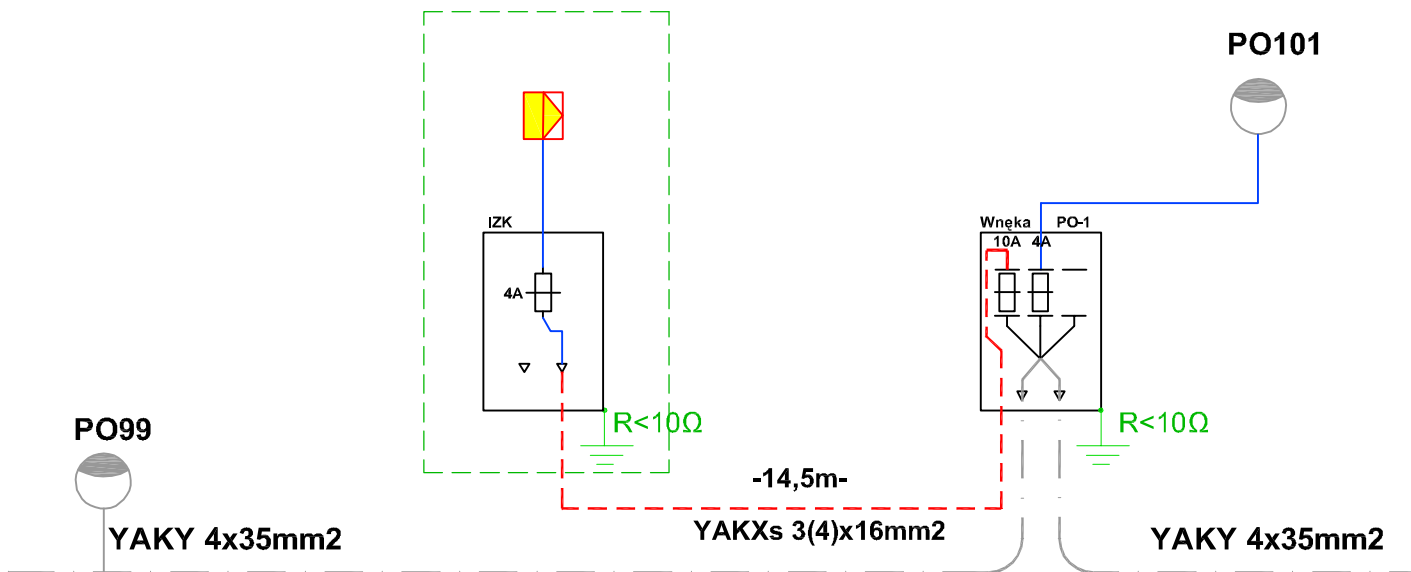 PO101
IZK
Wnęka PO-1
10A 4A
4A
R<10Ω
R<10Ω
PO99
-14,5m-
YAKY 4x35mm2
YAKXs 3(4)x16mm2
YAKY 4x35mm2